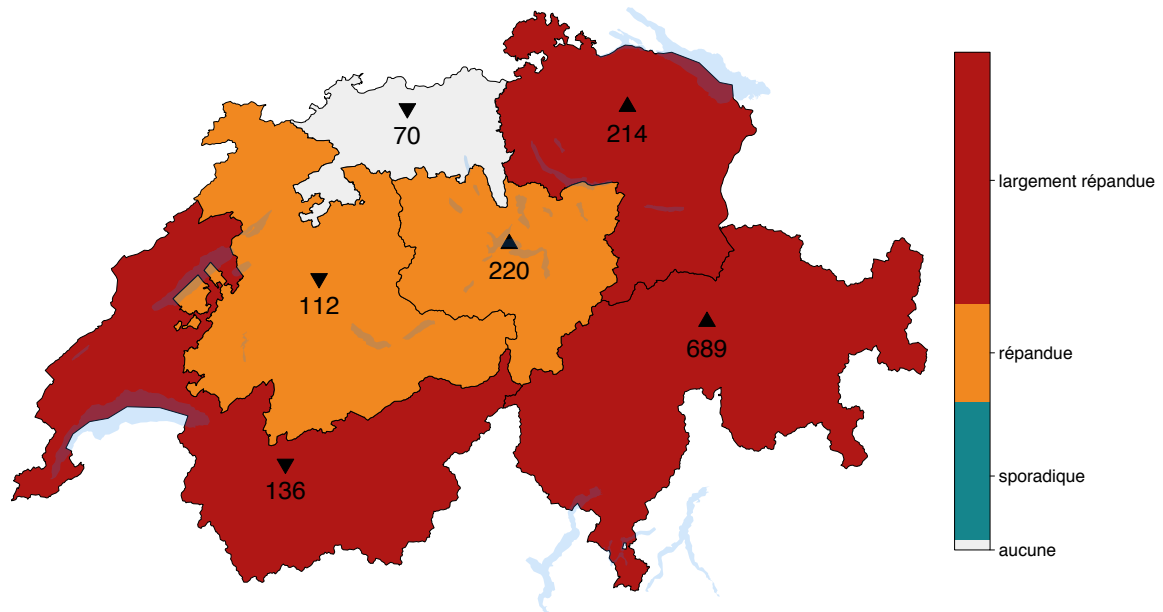 70
214
largement répandue
220
112
689
répandue
136
sporadique
aucune